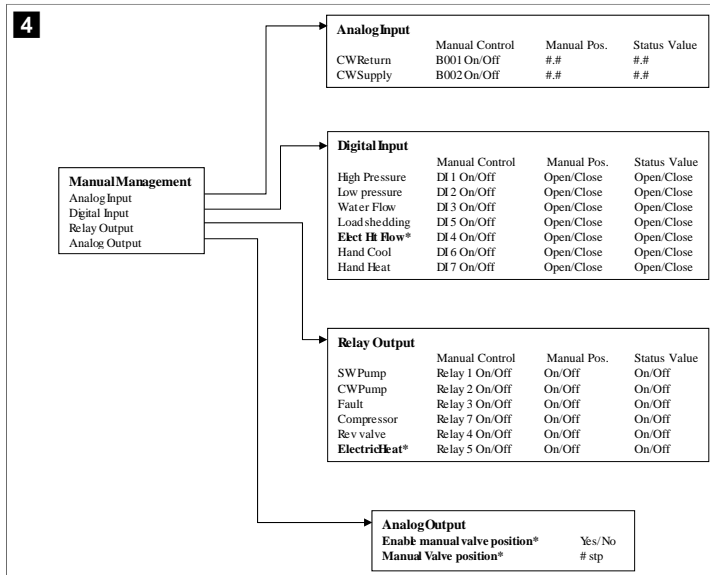 4
Analog Input
Manual Control Manual Pos. Status Value
CW Return B001 On/Off #.# #.#
CW Supply B002 On/Off #.# #.#
Digital Input
Manual Control Manual Pos. Status Value
High Pressure DI 1 On/Off Open/Close Open/Close
Low pressure DI 2 On/Off Open/Close Open/Close
Water Flow DI 3 On/Off Open/Close Open/Close
Load shedding DI 5 On/Off Open/Close Open/Close
Elect Ht Flow* DI 4 On/Off Open/Close Open/Close
Hand Cool DI 6 On/Off Open/Close Open/Close
Hand Heat DI 7 On/Off Open/Close Open/Close
Manual Management
Analog Input
Digital Input
Relay Output
Analog Output
Relay Output
Manual Control Manual Pos. Status Value
SW Pump Relay 1 On/Off On/Off On/Off
CW Pump Relay 2 On/Off On/Off On/Off
Fault Relay 3 On/Off On/Off On/Off
Compressor Relay 7 On/Off On/Off On/Off
Rev valve Relay 4 On/Off On/Off On/Off
Electric Heat* Relay 5 On/Off On/Off On/Off
Analog Output
Enable manual valve position* Yes/No
Manual Valve position* # stp